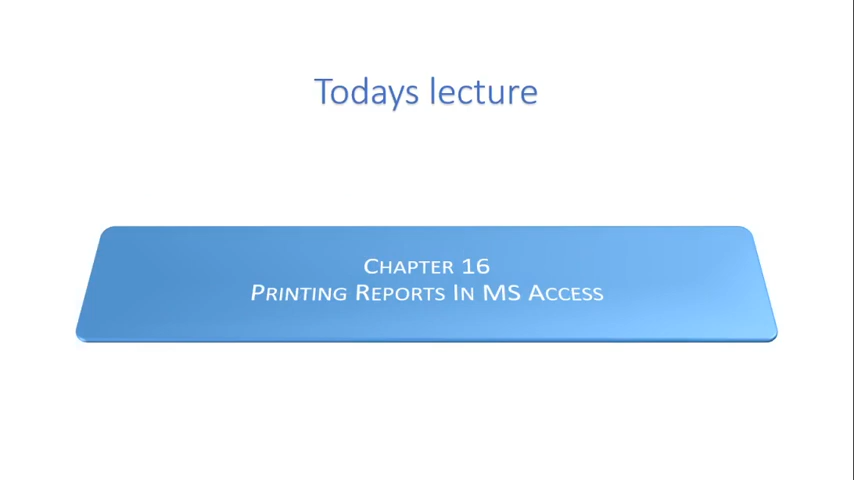 Todays lecture
CHAPTER 16
PRINTING REPORTS IN MS ACCESS